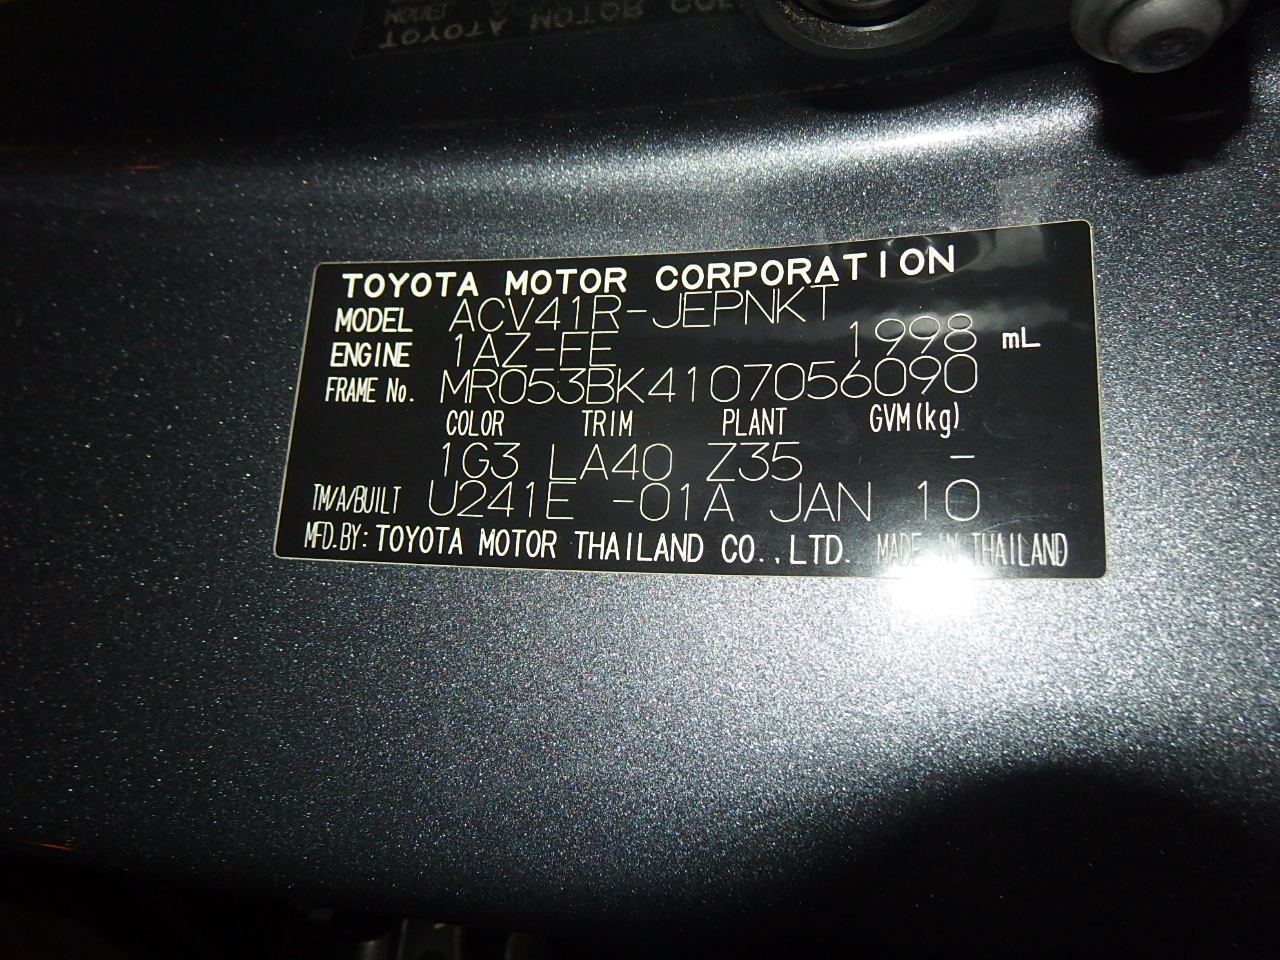 TOYOTA MOTOR CORPORATION
MODEL ACV41R-JEPNKT
ENGINE 1AZ-FE 1998 mL
FRAME No. MR053BK4107056090
COLOR TRIM PLANT GVM(kg)
1G3 LA40 Z35 -
TM/A/BUILT U241E -01A JAN 10
MFD.BY: TOYOTA MOTOR THAILAND CO.,LTD. MADE IN THAILAND